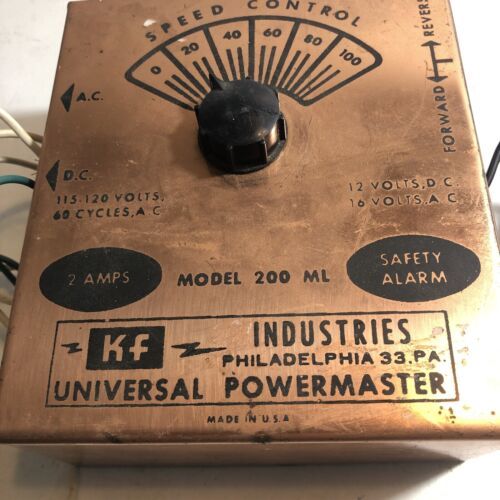 SPEED CONTROL
0 20 40 60 80 100
FORWARD
REVERS
A.C.
D.C.
115-120 VOLTS,
60 CYCLES, A.C
12 VOLTS, D.C.
16 VOLTS, A.C.
2 AMPS
MODEL 200 ML
SAFETY
ALARM
Kf
INDUSTRIES
PHILADELPHIA 33, PA.
UNIVERSAL POWERMASTER
MADE IN U.S.A